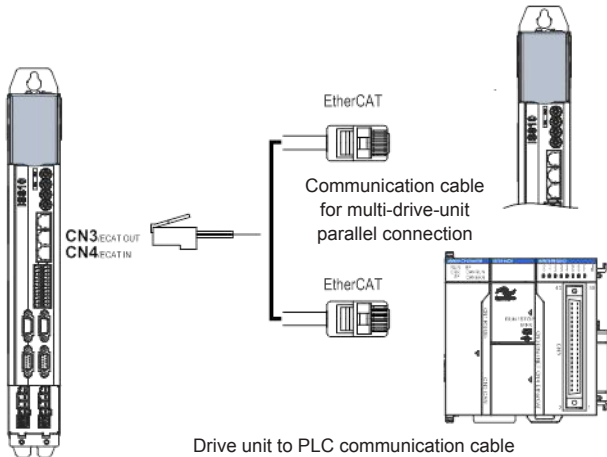 EtherCAT
IS810
Communication cable
for multi-drive-unit
parallel connection
CN3/ECAT OUT
CN4/ECAT IN
EtherCAT
Drive unit to PLC communication cable